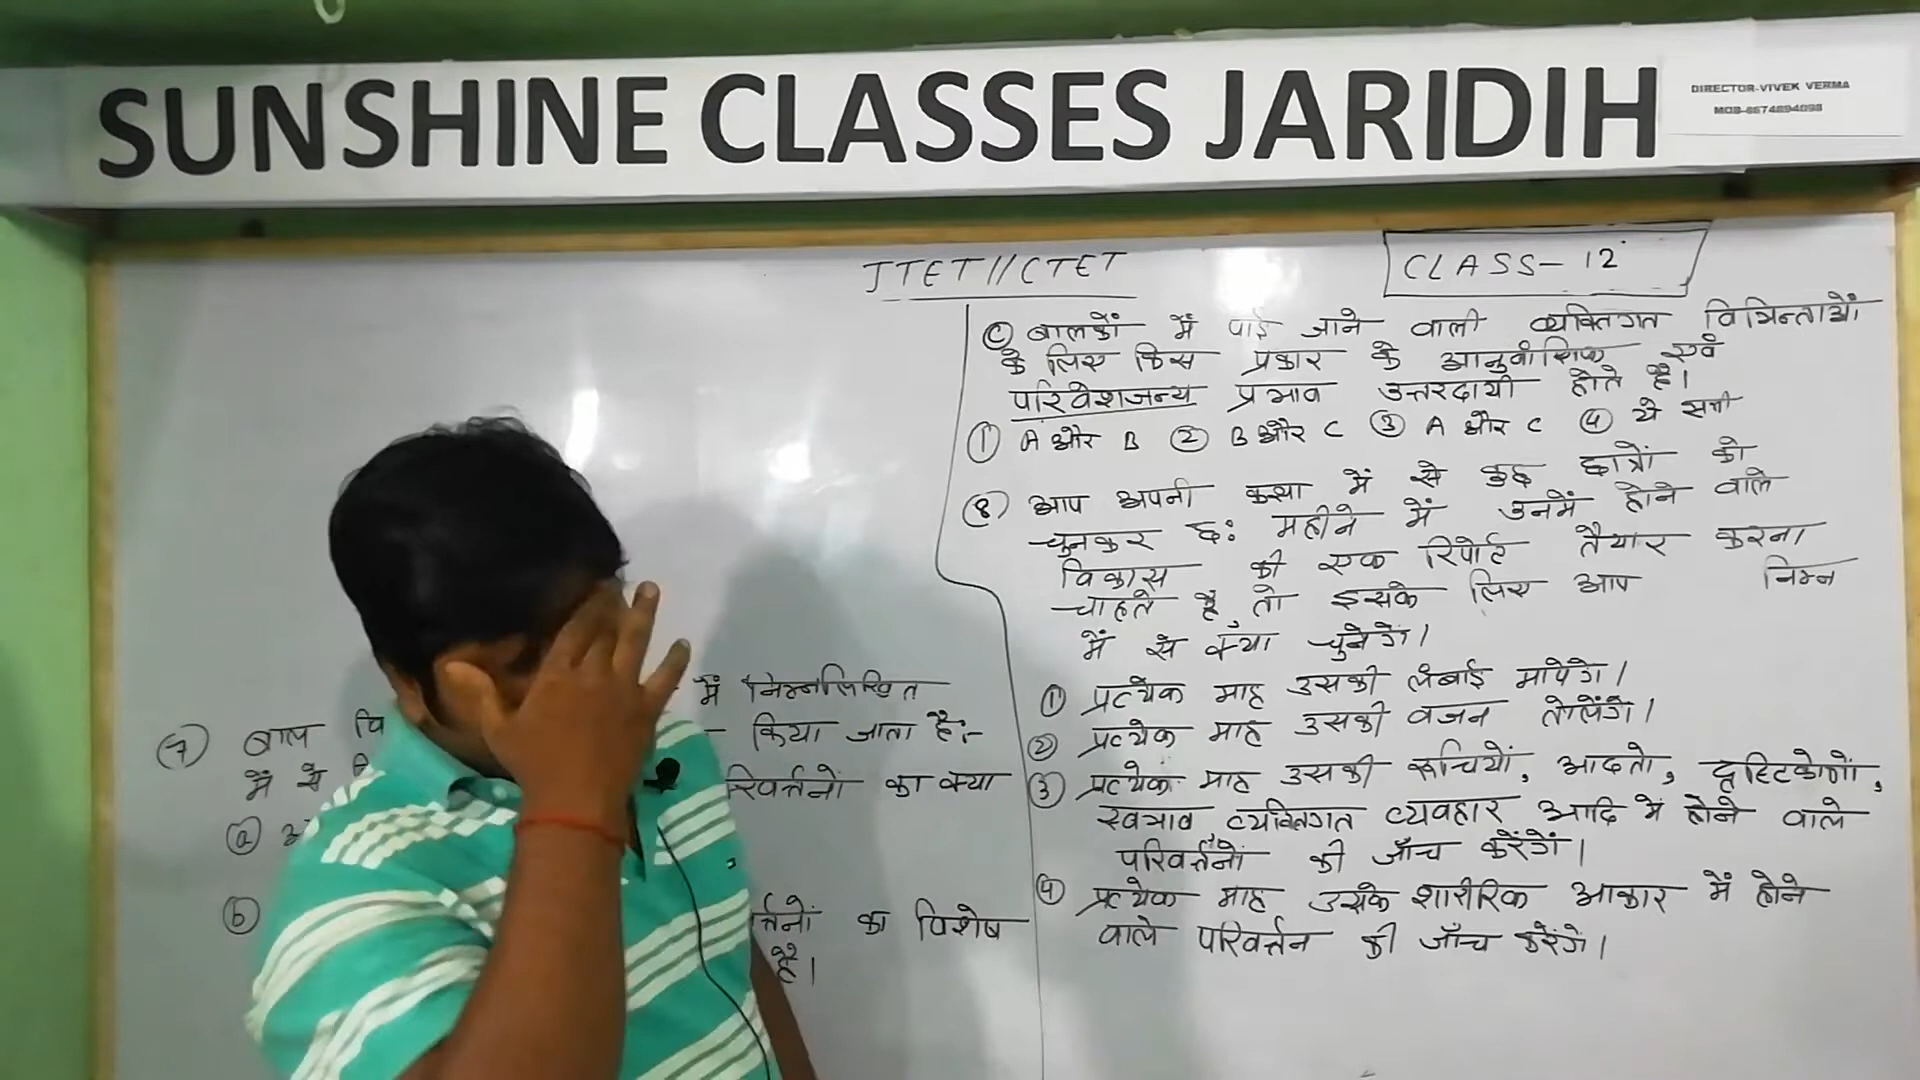 SUNSHINE CLASSES JARIDIH
DIRECTOR-VIVEK VERMA
MOB-8674894098
JTET//CTET
CLASS-12
में निम्नलिखित
⑦ बाल वि
किया जाता है:-
में से
रिवर्त्तनों का क्या
ⓐ
ⓑ
र्त्तनों का विशेष
है।
Ⓒ बालकों में पाई जाने वाली व्यक्तिगत विभिन्नताओं
के लिए किस प्रकार के आनुवंशिक एवं
परिवेशजन्य प्रभाव उत्तरदायी होते है।
① A और B ② B और C ③ A और C ④ ये सभी
⑧ आप अपनी कक्षा में से कुछ छात्रों को
चुनकर छः महीने में उनमें होने वाले
विकास की एक रिपोर्ट तैयार करना
चाहते है, तो इसके लिए आप निम्न
में से क्या चुनेगें।
① प्रत्येक माह उसकी लंबाई मापेगे।
② प्रत्येक माह उसकी वजन तोलेंगे।
③ प्रत्येक माह उसकी रूचियों, आदतो, दृष्टिकोणों,
स्वभाव व्यक्तिगत व्यवहार आदि में होने वाले
परिवर्त्तनों की जाँच करेंगें।
④ प्रत्येक माह उसके शारीरिक आकार में होने
वाले परिवर्त्तन की जाँच करेंगे।